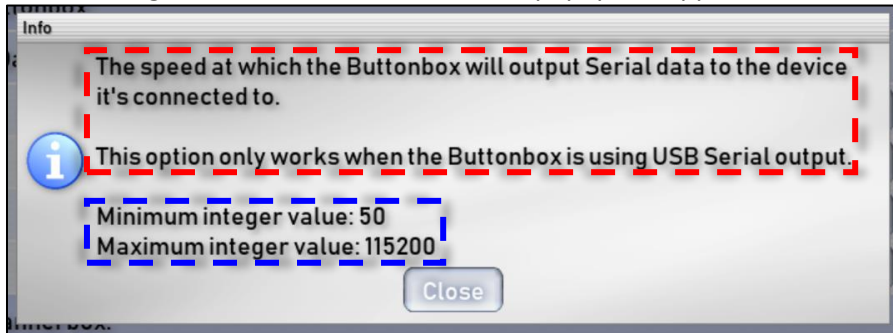 Info
The speed at which the Buttonbox will output Serial data to the device
it's connected to.
This option only works when the Buttonbox is using USB Serial output.
Minimum integer value: 50
Maximum integer value: 115200
Close